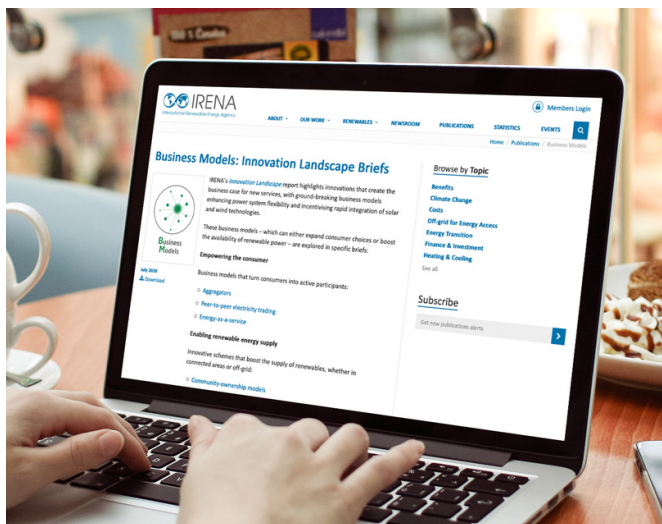 IRENA
International Renewable Energy Agency
Members Login
ABOUT
OUR WORK
RENEWABLES
NEWSROOM
PUBLICATIONS
STATISTICS
EVENTS
Home / Publications / Business Models
Business Models: Innovation Landscape Briefs
Business
Models
July 2020
Download
IRENA's Innovation Landscape report highlights innovations that create the
business case for new services, with ground-breaking business models
enhancing power system flexibility and incentivising rapid integration of solar
and wind technologies.
These business models – which can either expand consumer choices or boost
the availability of renewable power – are explored in specific briefs:
Empowering the consumer
Business models that turn consumers into active participants:
Aggregators
Peer-to-peer electricity trading
Energy-as-a-service
Enabling renewable energy supply
Innovative schemes that boost the supply of renewables, whether in
connected areas or off-grid:
Community-ownership models
Browse by Topic
Benefits
Climate Change
Costs
Off-grid for Energy Access
Energy Transition
Finance & Investment
Heating & Cooling
See all
Subscribe
Get new publications alerts